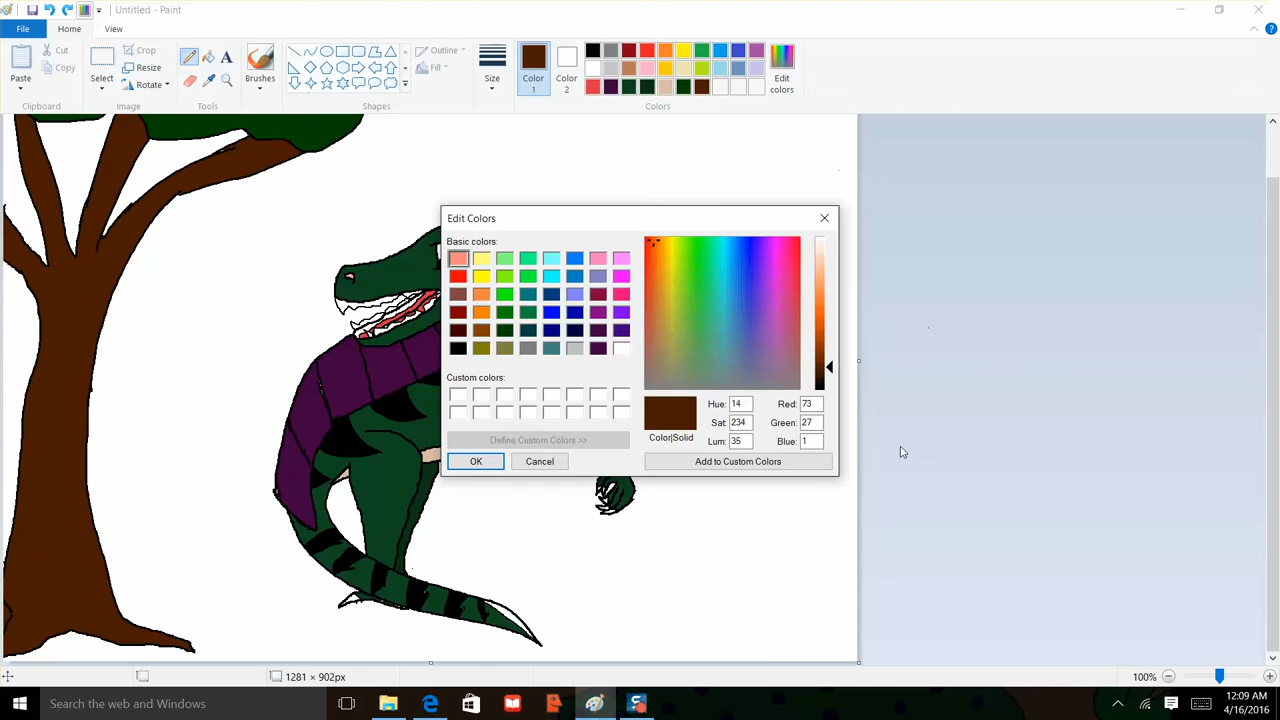 Untitled - Paint
File Home View
Paste
Cut
Copy
Clipboard
Select
Crop
Resize
Rotate
image
A
Tools
Brushes
Shapes
Outline
Fill
Size
Color 1
Color 2
Edit colors
Colors
Edit Colors
Basic colors:
Custom colors:
Define Custom Colors >>
OK Cancel
Color|Solid
Hue: 14 Red: 73
Sat: 234 Green: 27
Lum: 35 Blue: 1
Add to Custom Colors
1281 × 902px
100%
Search the web and Windows
12:09 AM
4/16/2016